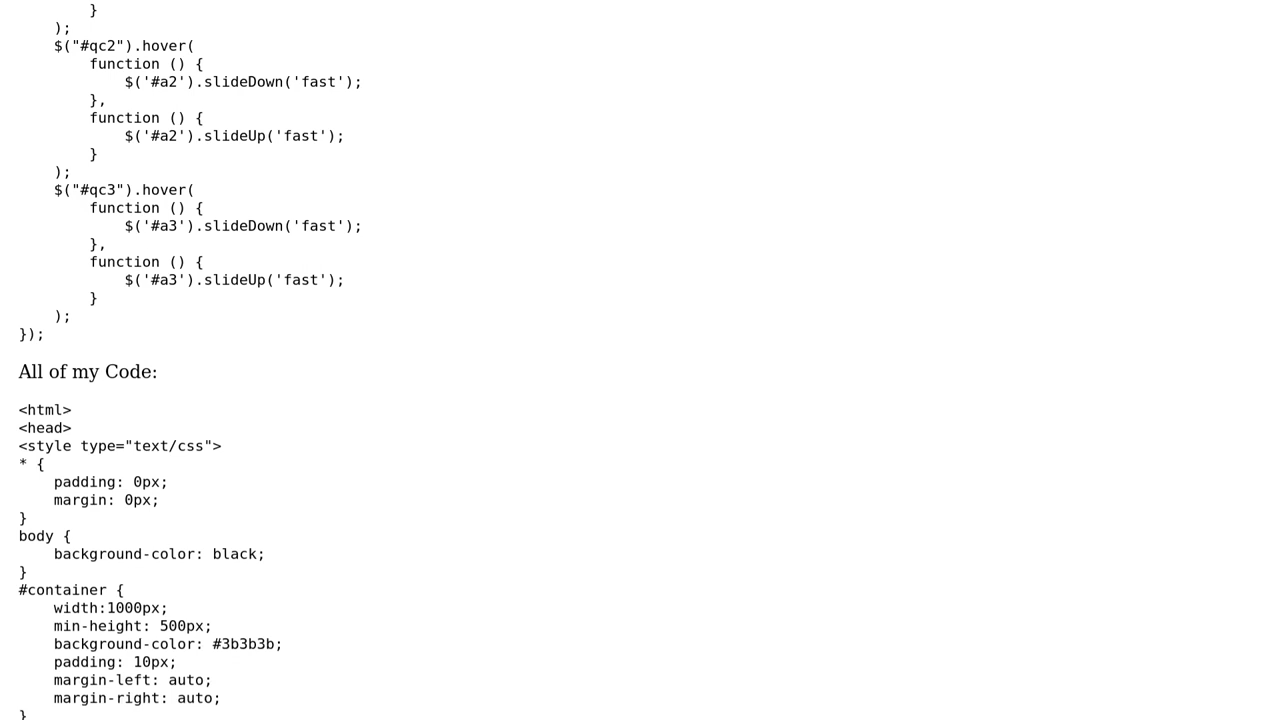 }
    );
    $("#qc2").hover(
        function () {
            $('#a2').slideDown('fast');
        },
        function () {
            $('#a2').slideUp('fast');
        }
    );
    $("#qc3").hover(
        function () {
            $('#a3').slideDown('fast');
        },
        function () {
            $('#a3').slideUp('fast');
        }
    );
});
All of my Code:
<html>
<head>
<style type="text/css">
* {
    padding: 0px;
    margin: 0px;
}
body {
    background-color: black;
}
#container {
    width:1000px;
    min-height: 500px;
    background-color: #3b3b3b;
    padding: 10px;
    margin-left: auto;
    margin-right: auto;
}